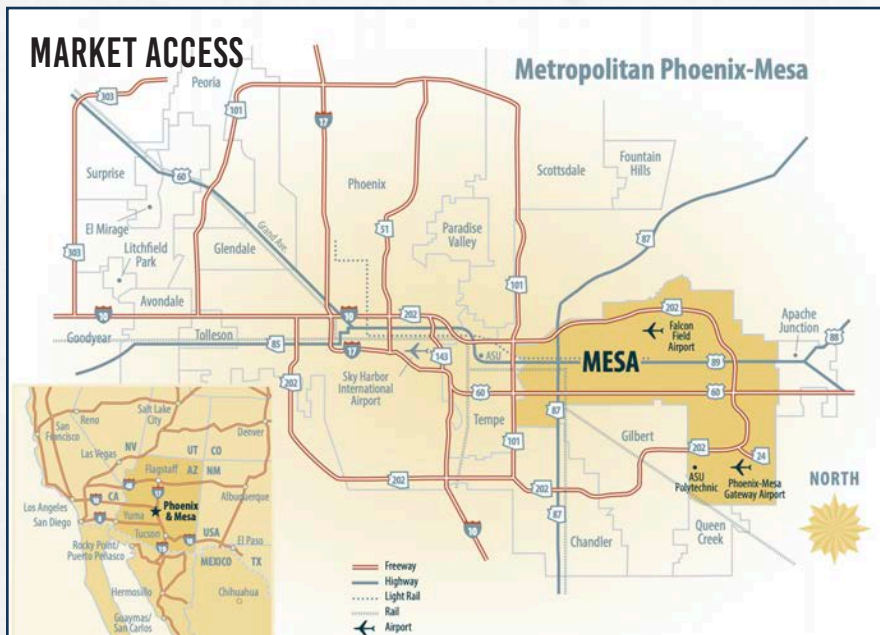 MARKET ACCESS
Metropolitan Phoenix-Mesa
Peoria
303
101
17
Surprise
60
Phoenix
Scottsdale
Fountain
Hills
El Mirage
51
Paradise
Valley
87
Litchfield
Park
Glendale
Grand Ave.
303
101
Avondale
10
10
202
202
Goodyear
Tolleson
85
17
143
ASU
Falcon
Field
Airport
Apache
Junction
88
MESA
89
Sky Harbor
International
Airport
202
60
60
Tempe
87
101
Gilbert
202
24
202
202
ASU
Polytechnic
Phoenix-Mesa
Gateway Airport
NORTH
87
10
Chandler
Queen
Creek
Salt Lake
City
Reno
San
Francisco
Denver
NV
UT
CO
Las Vegas
AZ
NM
Flagstaff
17
CA
Albuquerque
Los Angeles
Phoenix
& Mesa
San Diego
8
Yuma
Tucson
USA
El Paso
Rocky Point/
Puerto Peñasco
MEXICO
TX
Hermosillo
Chihuahua
Guaymas/
San Carlos
Freeway
Highway
Light Rail
Rail
Airport